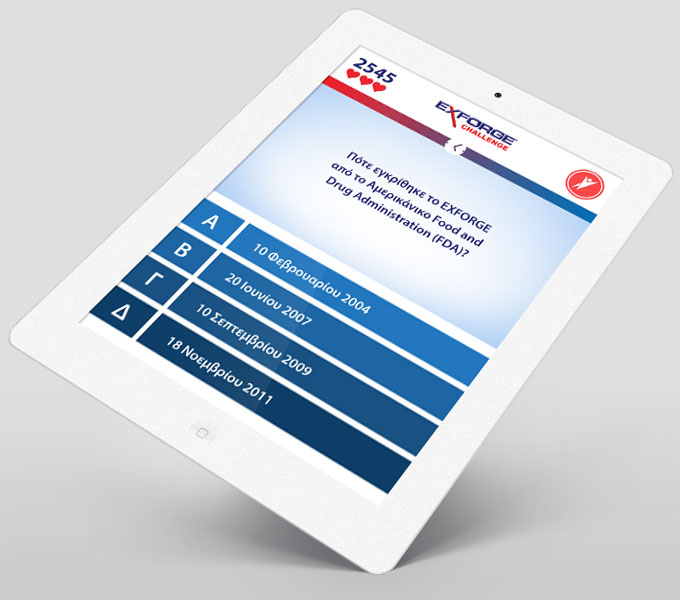 2545
EXFORGE
CHALLENGE
Πότε εγκρίθηκε το EXFORGE
από το Αμερικάνικο Food and
Drug Administration (FDA)?
Α
10 Φεβρουαρίου 2004
Β
20 Ιουνίου 2007
Γ
10 Σεπτεμβρίου 2009
Δ
18 Νοεμβρίου 2011